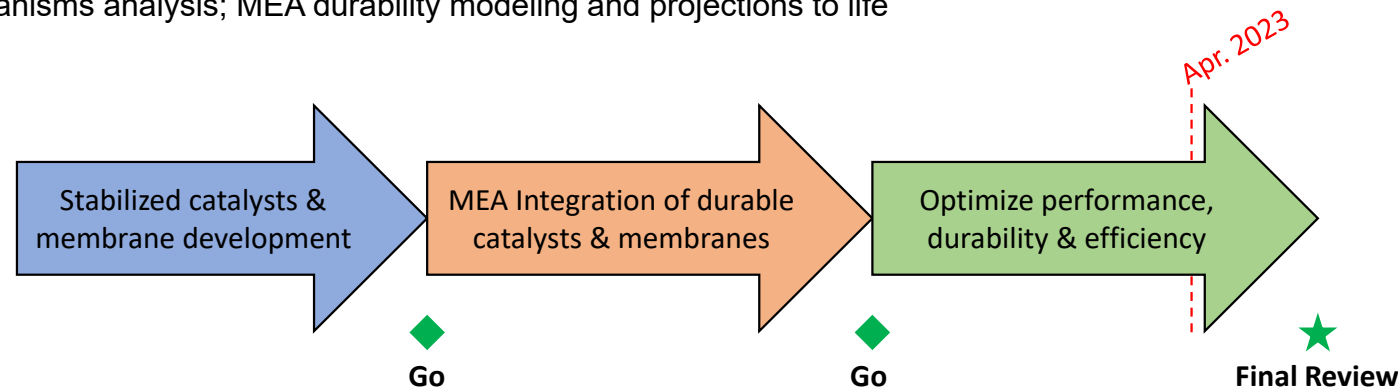 anisms analysis; MEA durability modeling and projections to life
Apr. 2023
Stabilized catalysts &
membrane development
MEA Integration of durable
catalysts & membranes
Optimize performance,
durability & efficiency
Go
Go
Final Review